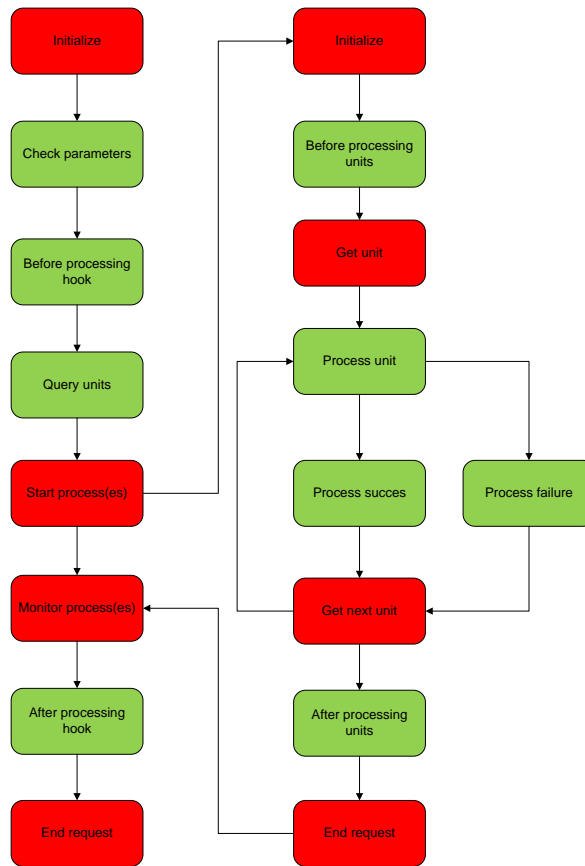 Initialize
Check parameters
Before processing
hook
Query units
Start process(es)
Monitor process(es)
After processing
hook
End request
Initialize
Before processing
units
Get unit
Process unit
Process succes
Process failure
Get next unit
After processing
units
End request